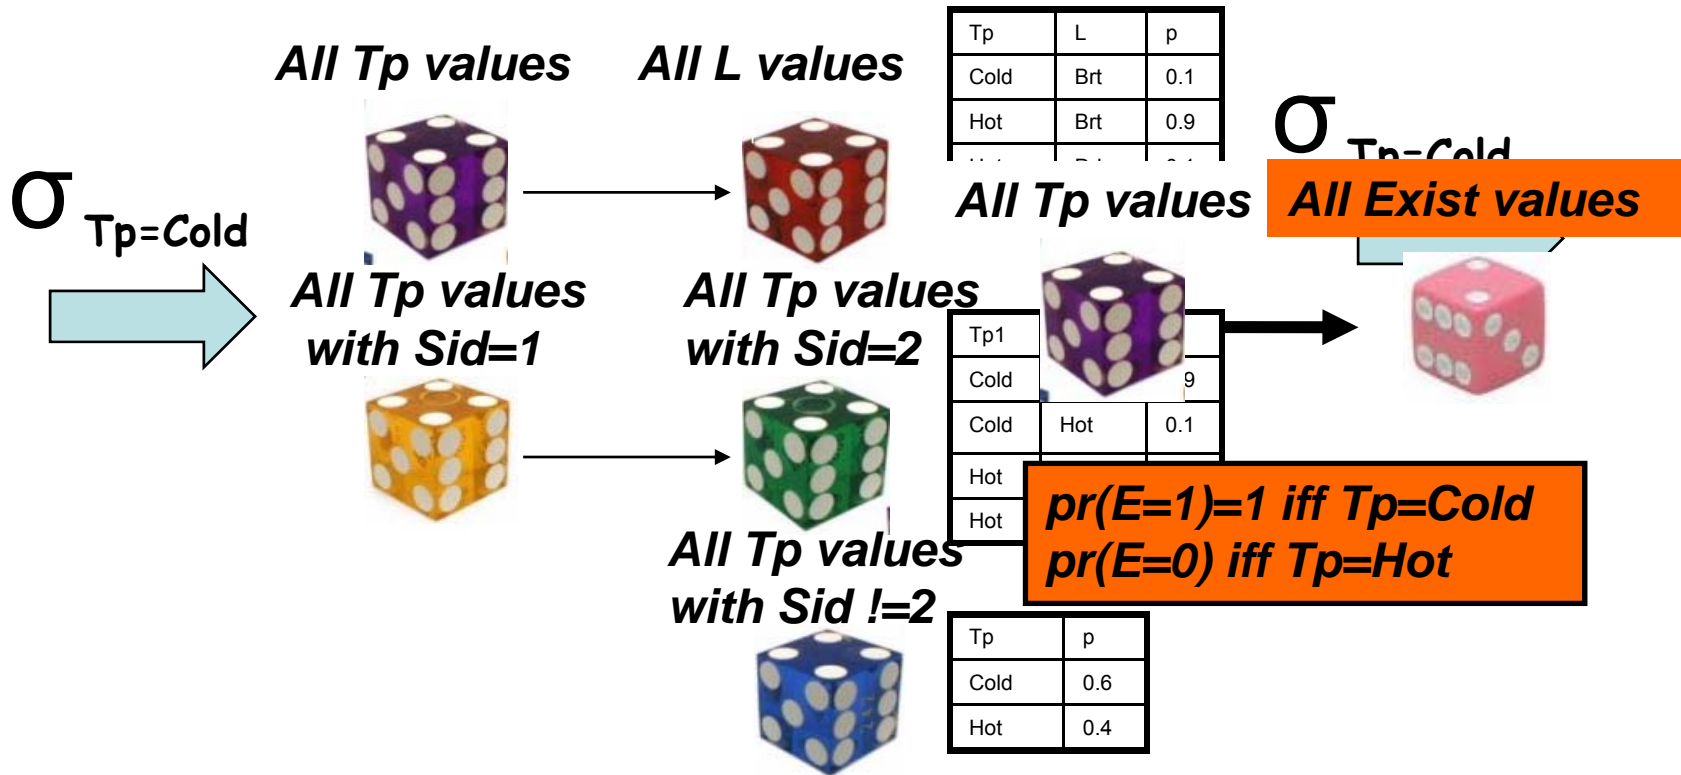 σ Tp=Cold
All Tp values
All L values
Tp L p
Cold Brt 0.1
Hot Brt 0.9
σ Tp=Cold
All Tp values
All Exist values
All Tp values
with Sid=1
All Tp values
with Sid=2
Tp1
Cold 9
Cold Hot 0.1
Hot
Hot
pr(E=1)=1 iff Tp=Cold
pr(E=0) iff Tp=Hot
All Tp values
with Sid !=2
Tp p
Cold 0.6
Hot 0.4